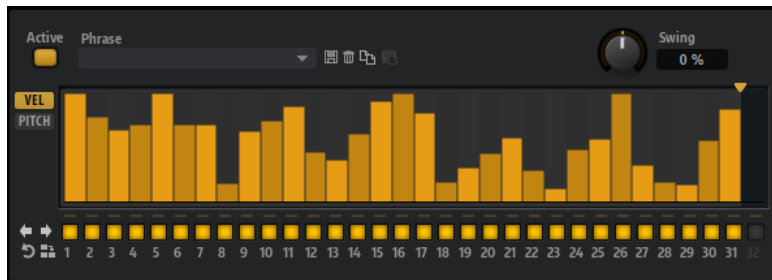 Active Phrase Swing
0 %
VEL
PITCH
1 2 3 4 5 6 7 8 9 10 11 12 13 14 15 16 17 18 19 20 21 22 23 24 25 26 27 28 29 30 31 32